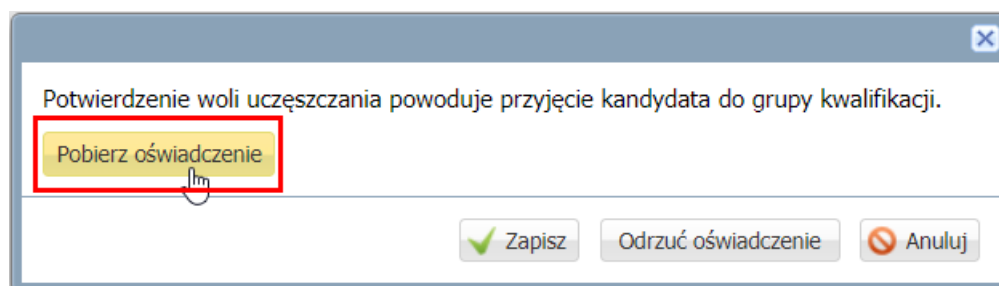 Potwierdzenie woli uczęszczania powoduje przyjęcie kandydata do grupy kwalifikacji.
Pobierz oświadczenie
Zapisz Odrzuć oświadczenie Anuluj